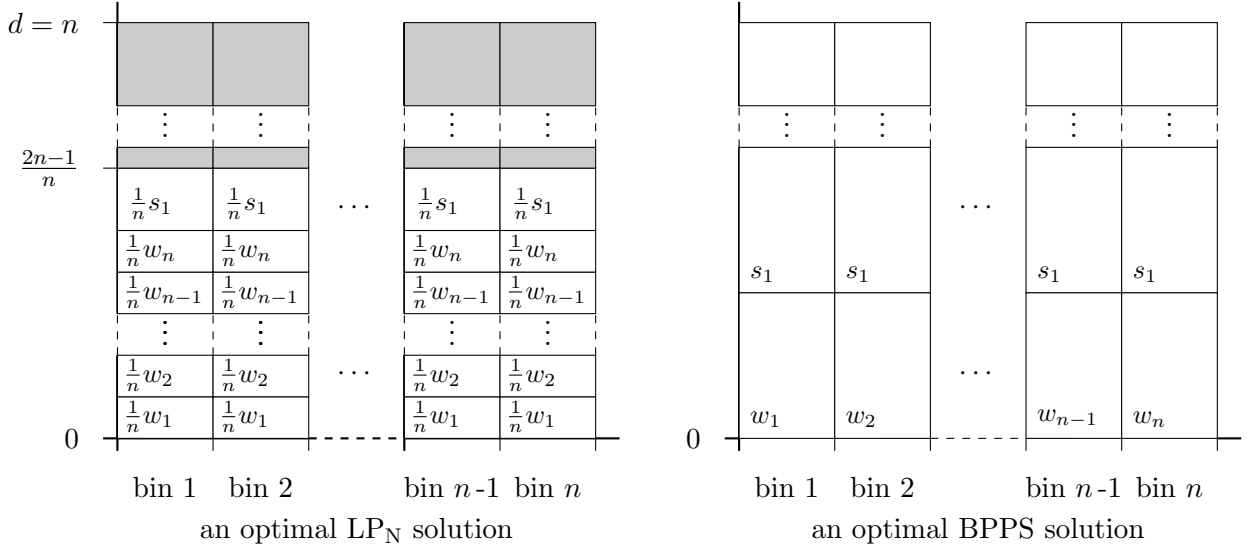 d = n
⋮ ⋮ ⋮ ⋮ ⋮ ⋮ ⋮ ⋮
2n−1/n
1/n s₁ 1/n s₁ ··· 1/n s₁ 1/n s₁ ···
1/n wₙ 1/n wₙ 1/n wₙ 1/n wₙ
1/n wₙ₋₁ 1/n wₙ₋₁ 1/n wₙ₋₁ 1/n wₙ₋₁ s₁ s₁ s₁ s₁
⋮ ⋮ ⋮ ⋮
1/n w₂ 1/n w₂ ··· 1/n w₂ 1/n w₂ ···
1/n w₁ 1/n w₁ 1/n w₁ 1/n w₁ w₁ w₂ wₙ₋₁ wₙ
0 0
bin 1 bin 2 bin n-1 bin n bin 1 bin 2 bin n-1 bin n
an optimal LP_N solution an optimal BPPS solution